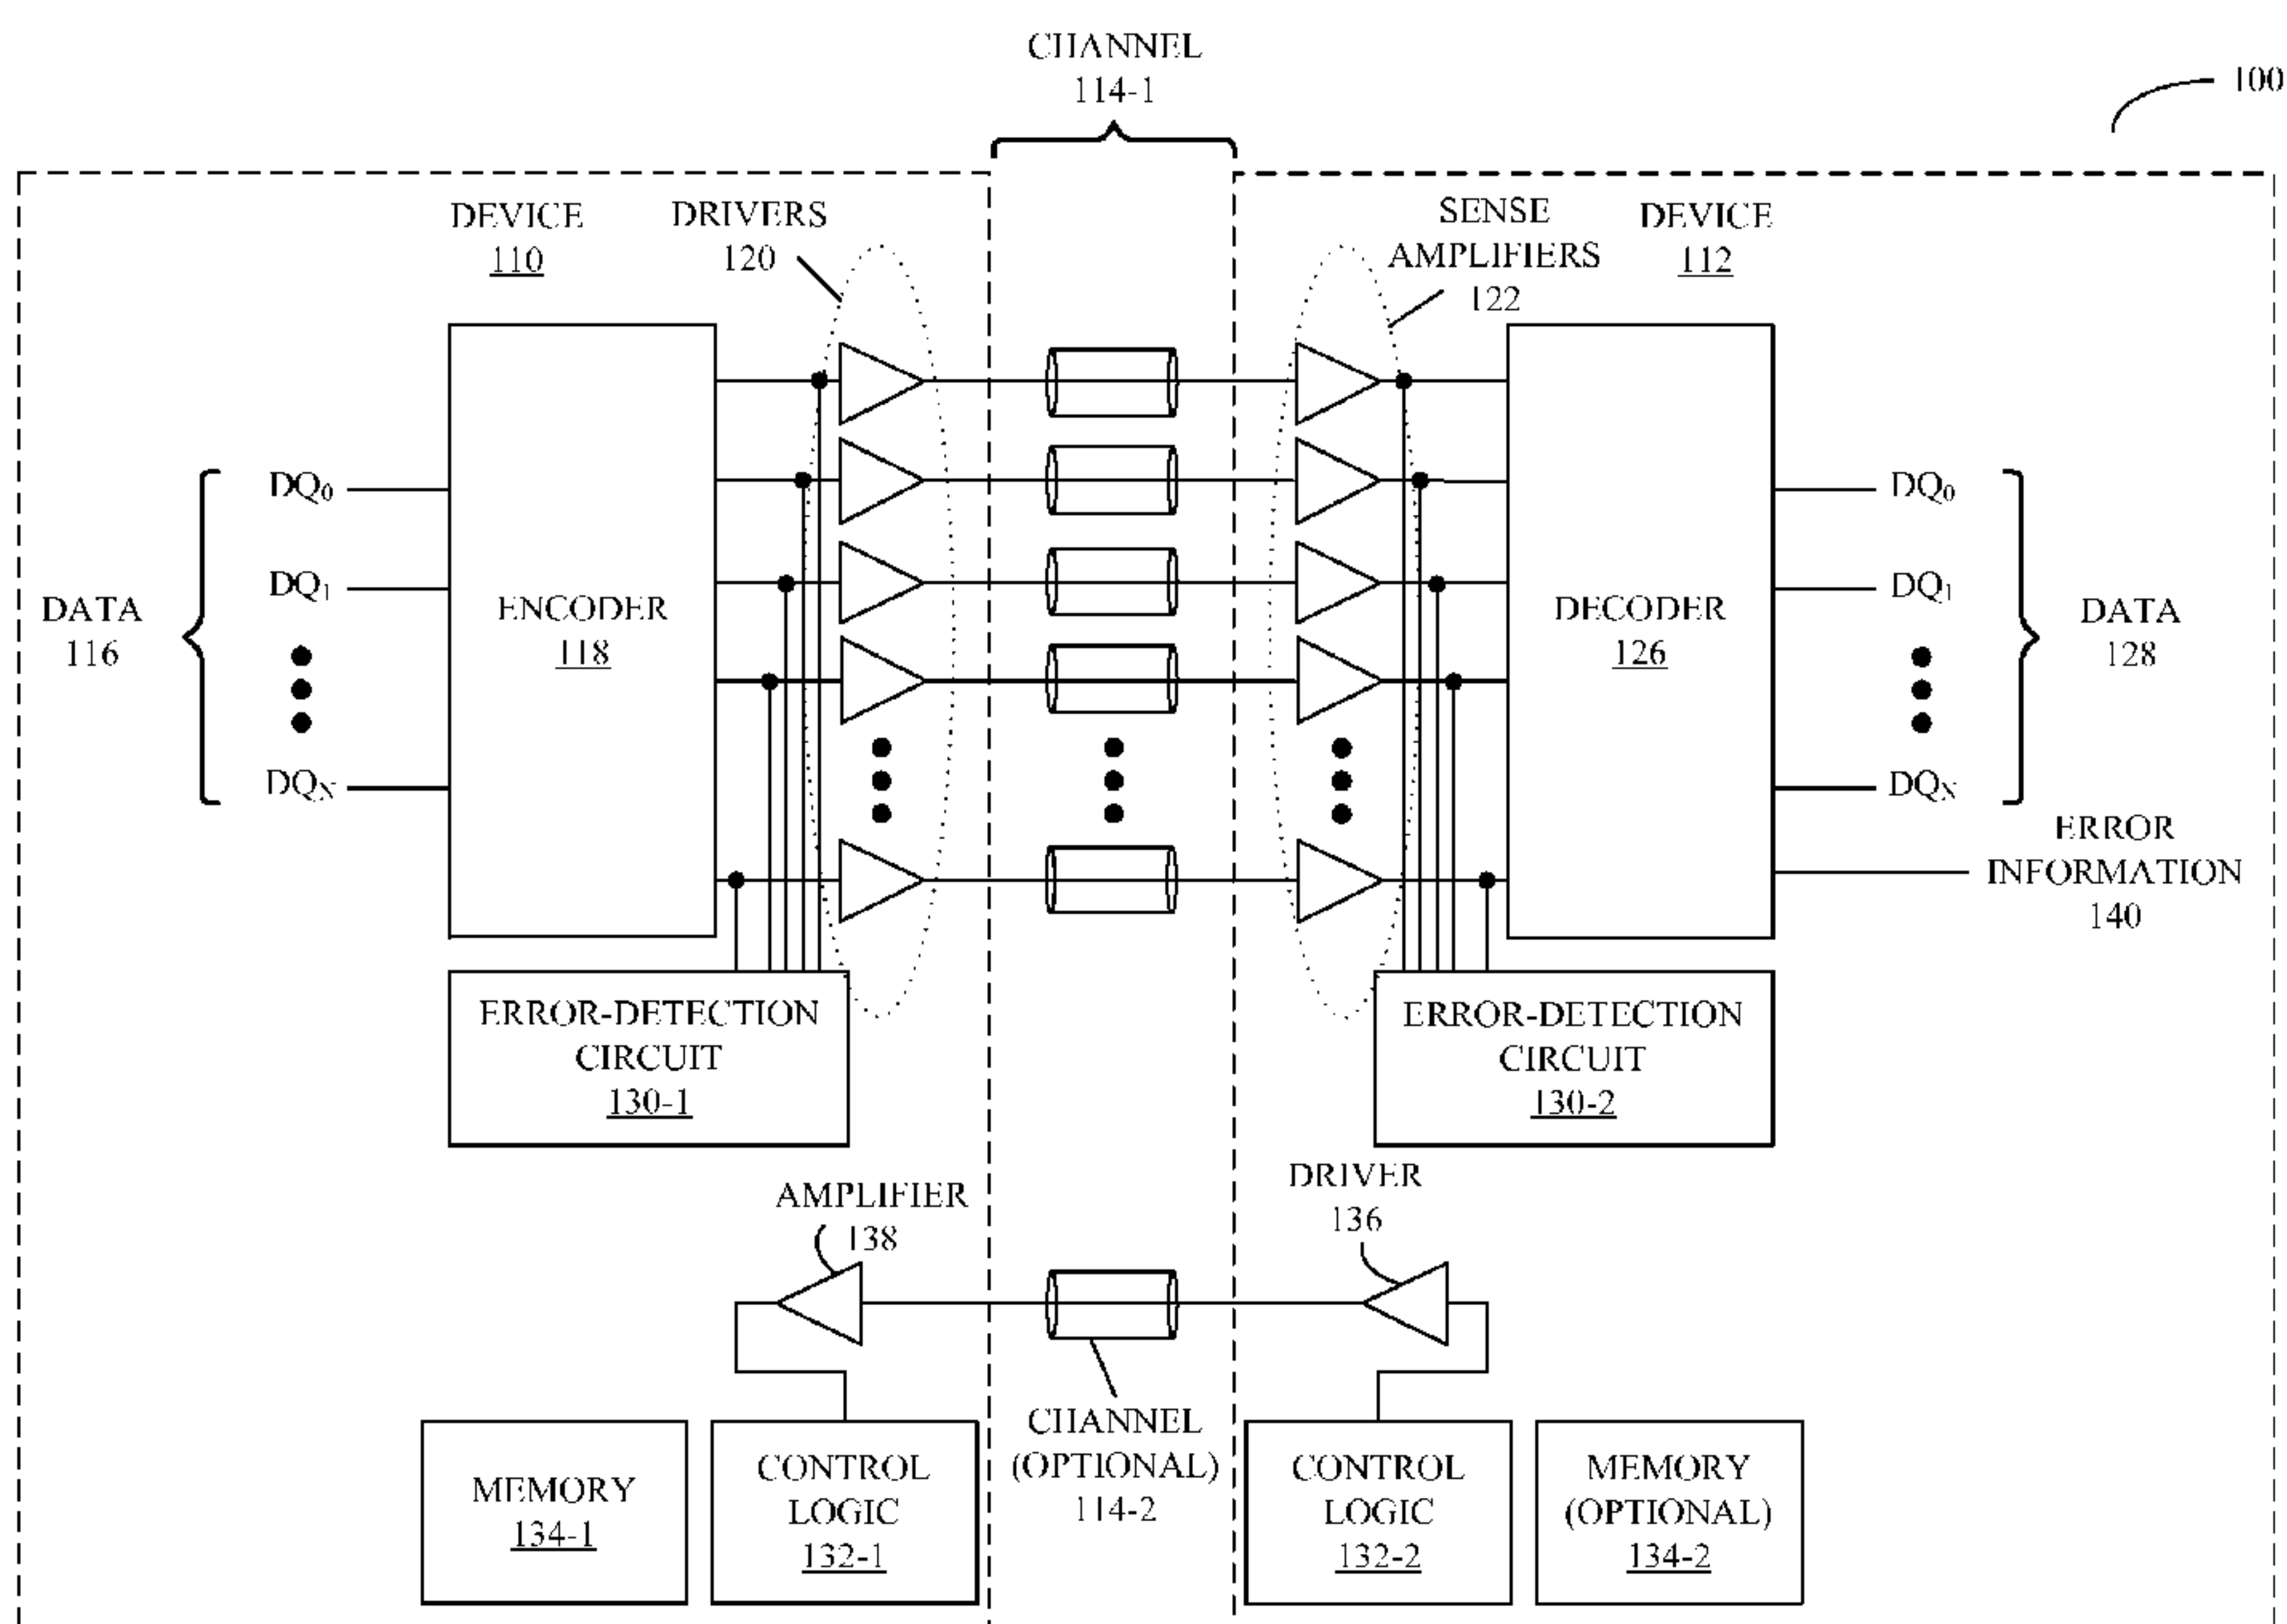 CHANNEL
114-1
100
DEVICE
110
DRIVERS
120
SENSE
AMPLIFIERS
122
DEVICE
112
DATA
116
DQ0
DQ1
DQN
ENCODER
118
DECODER
126
DQ0
DQ1
DQN
DATA
128
ERROR
INFORMATION
140
ERROR-DETECTION
CIRCUIT
130-1
ERROR-DETECTION
CIRCUIT
130-2
AMPLIFIER
138
DRIVER
136
MEMORY
134-1
CONTROL
LOGIC
132-1
CHANNEL
(OPTIONAL)
114-2
CONTROL
LOGIC
132-2
MEMORY
(OPTIONAL)
134-2